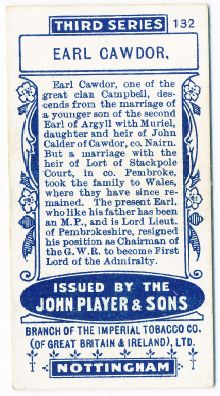 THIRD SERIES 132
EARL CAWDOR.
Earl Cawdor, one of the
great clan Campbell, des-
cends from the marriage of
a younger son of the second
Earl of Argyll with Muriel,
daughter and heir of John
Calder of Cawdor, co. Nairn.
But a marriage with the
heir of Lort of Stackpole
Court, in co. Pembroke,
took the family to Wales,
where they have since re-
mained. The present Earl,
who like his father has been
an M.P., and is Lord Lieut.
of Pembrokeshire, resigned
his position as Chairman of
the G.W.R. to become First
Lord of the Admiralty.
ISSUED BY THE
JOHN PLAYER & SONS
BRANCH OF THE IMPERIAL TOBACCO CO.
(OF GREAT BRITAIN & IRELAND), LTD.
NOTTINGHAM